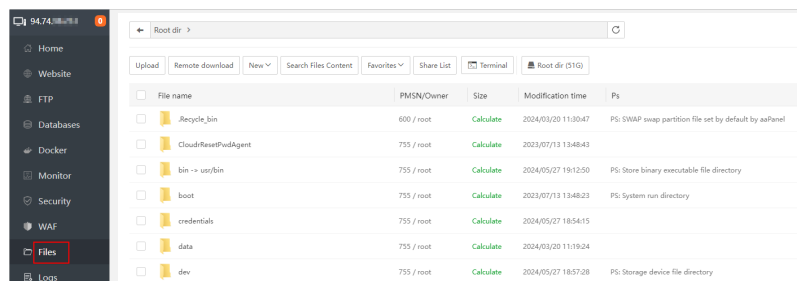 94.74. 0
Root dir >
Home
Website
FTP
Databases
Docker
Monitor
Security
WAF
Files
Logs
Upload Remote download New Search Files Content Favorites Share List Terminal Root dir (51G)
File name PMSN/Owner Size Modification time Ps
.Recycle_bin 600 / root Calculate 2024/03/20 11:30:47 PS: SWAP swap partition file set by default by aaPanel
CloudrResetPwdAgent 755 / root Calculate 2023/07/13 13:48:43
bin -> usr/bin 755 / root Calculate 2024/05/27 19:12:50 PS: Store binary executable file directory
boot 755 / root Calculate 2023/07/13 13:48:23 PS: System run directory
credentials 755 / root Calculate 2024/05/27 18:54:15
data 755 / root Calculate 2024/03/20 11:19:24
dev 755 / root Calculate 2024/05/27 18:57:28 PS: Storage device file directory